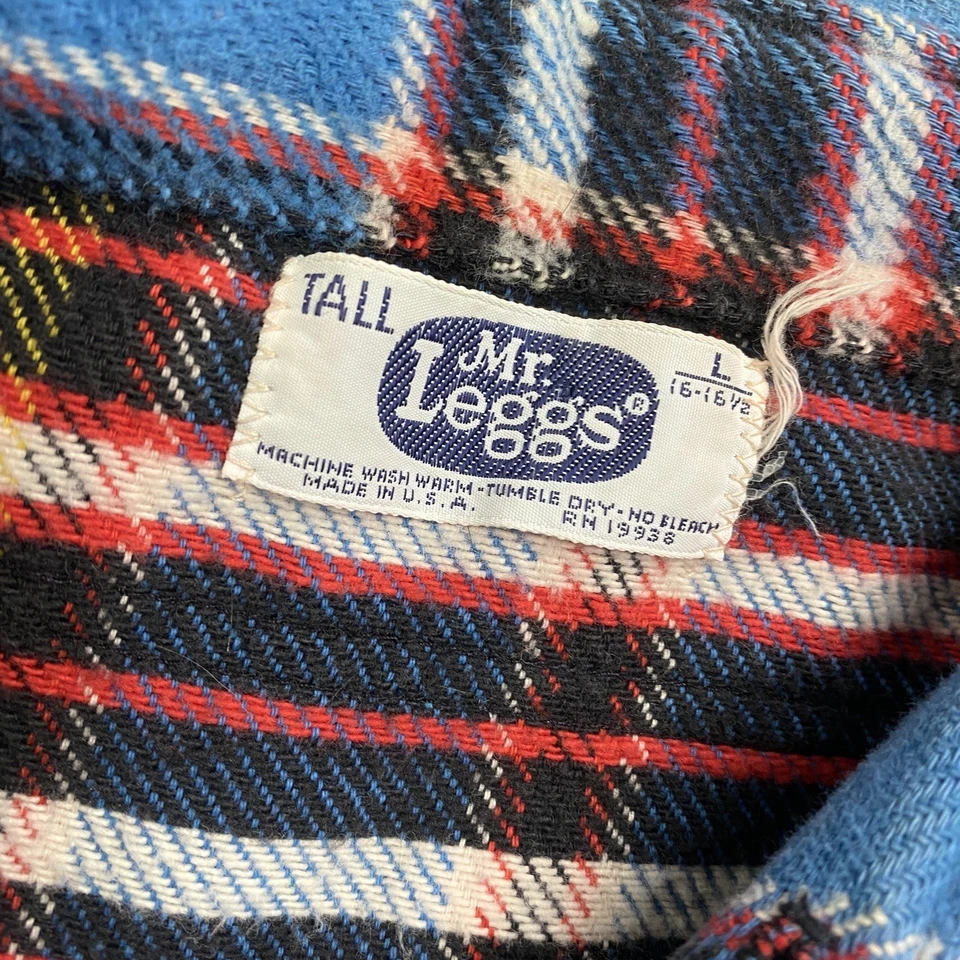 TALL
Mr.
Leggs®
L
16-16½
MACHINE WASH WARM-TUMBLE DRY-NO BLEACH
MADE IN U.S.A. RN 19938